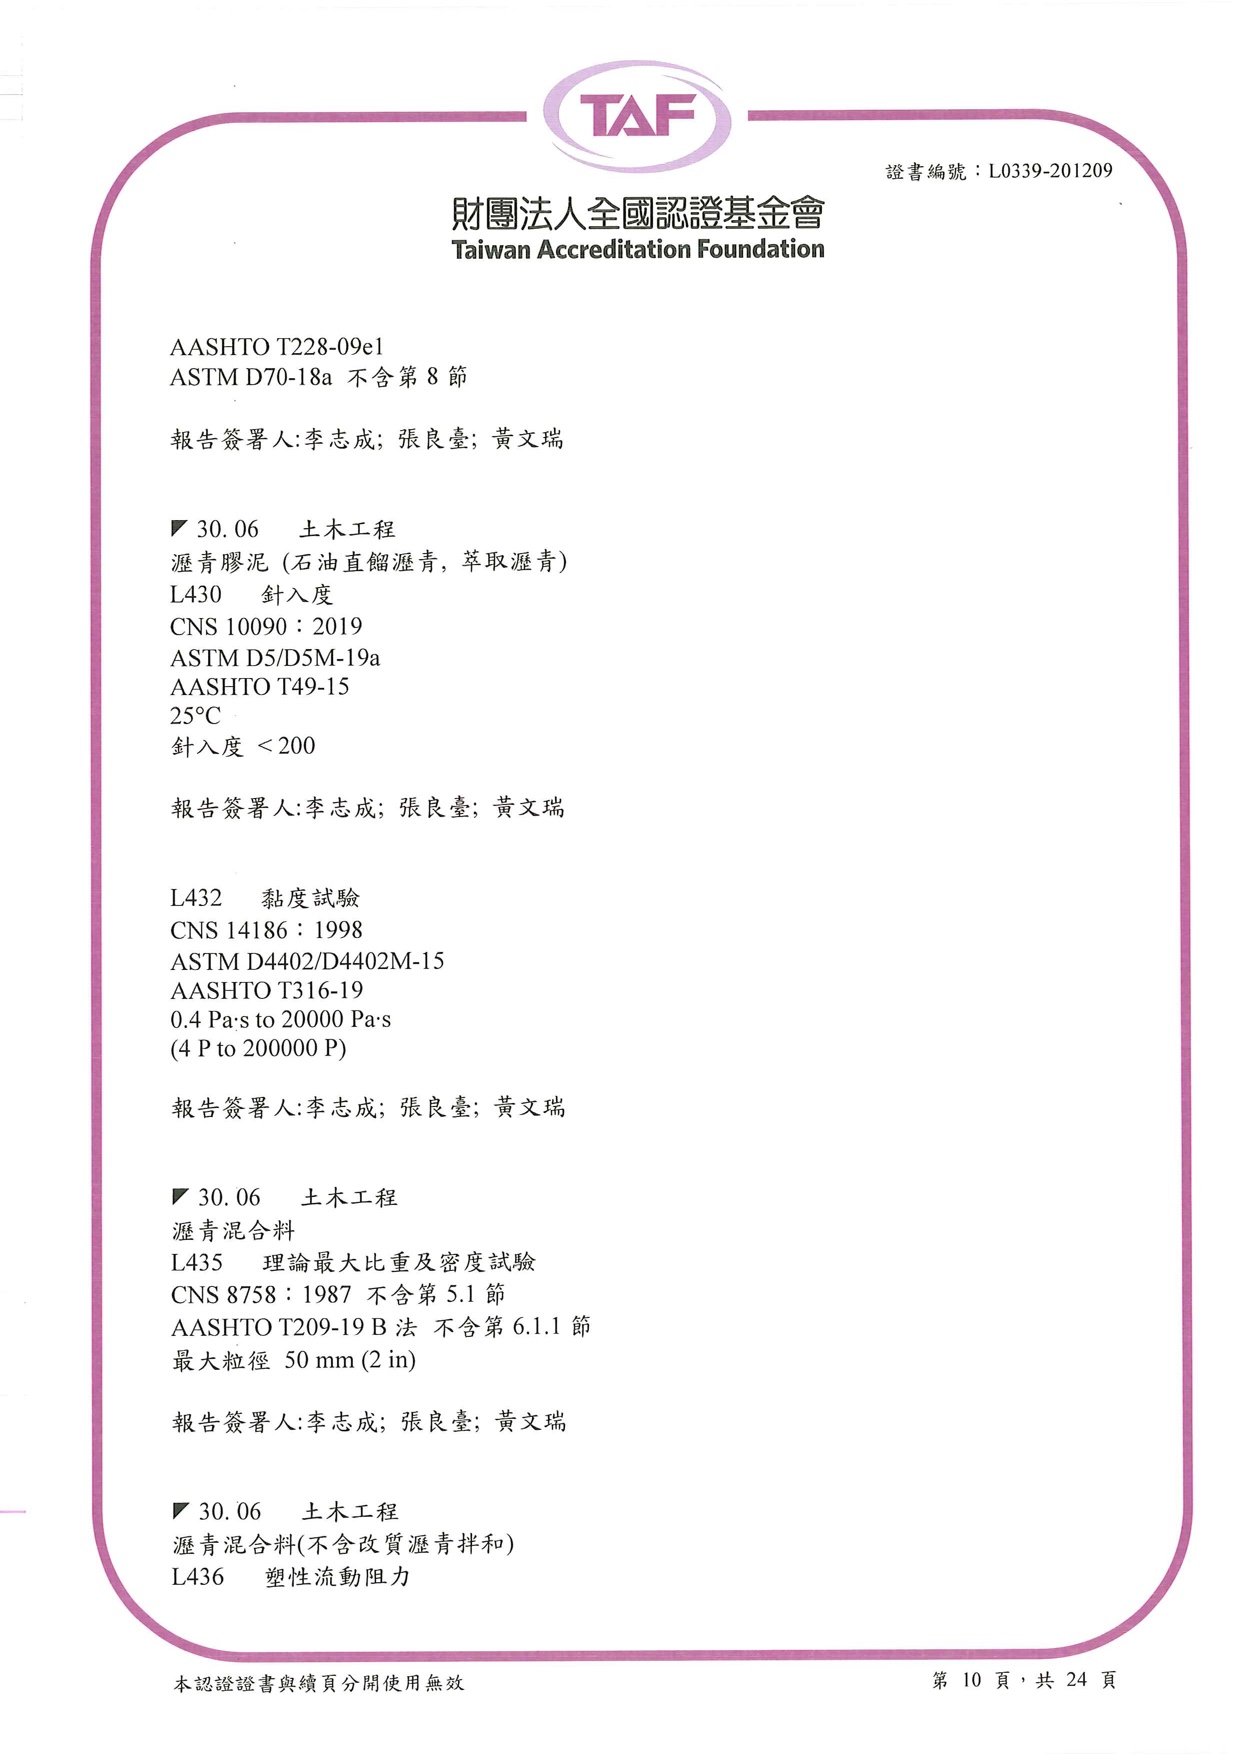 TAF
證書編號：L0339-201209
財團法人全國認證基金會
Taiwan Accreditation Foundation
AASHTO T228-09e1
ASTM D70-18a 不含第 8 節
報告簽署人:李志成; 張良臺; 黃文瑞
◤ 30.06 土木工程
瀝青膠泥 (石油直餾瀝青, 萃取瀝青)
L430 針入度
CNS 10090：2019
ASTM D5/D5M-19a
AASHTO T49-15
25°C
針入度 < 200
報告簽署人:李志成; 張良臺; 黃文瑞
L432 黏度試驗
CNS 14186：1998
ASTM D4402/D4402M-15
AASHTO T316-19
0.4 Pa·s to 20000 Pa·s
(4 P to 200000 P)
報告簽署人:李志成; 張良臺; 黃文瑞
◤ 30.06 土木工程
瀝青混合料
L435 理論最大比重及密度試驗
CNS 8758：1987 不含第 5.1 節
AASHTO T209-19 B 法 不含第 6.1.1 節
最大粒徑 50 mm (2 in)
報告簽署人:李志成; 張良臺; 黃文瑞
◤ 30.06 土木工程
瀝青混合料(不含改質瀝青拌和)
L436 塑性流動阻力
本認證證書與續頁分開使用無效
第 10 頁，共 24 頁